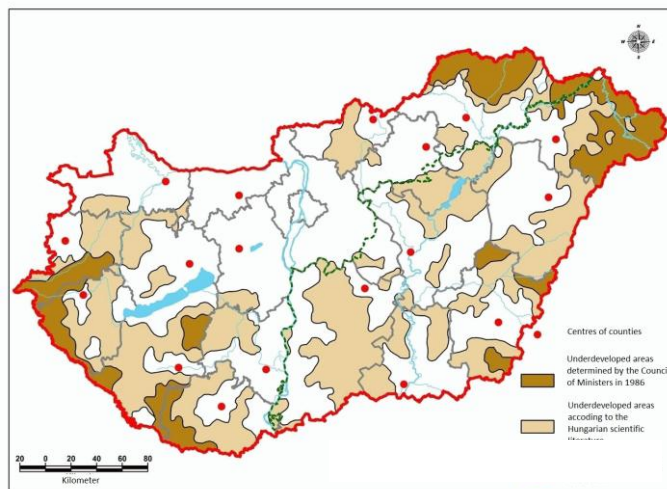 N
W E
S
Centres of counties
Underdeveloped areas
determined by the Counci
of Ministers in 1986
Underdeveloped areas
accoding to the
Hungarian scientific
20 0 20 40 60 80
Kilometer